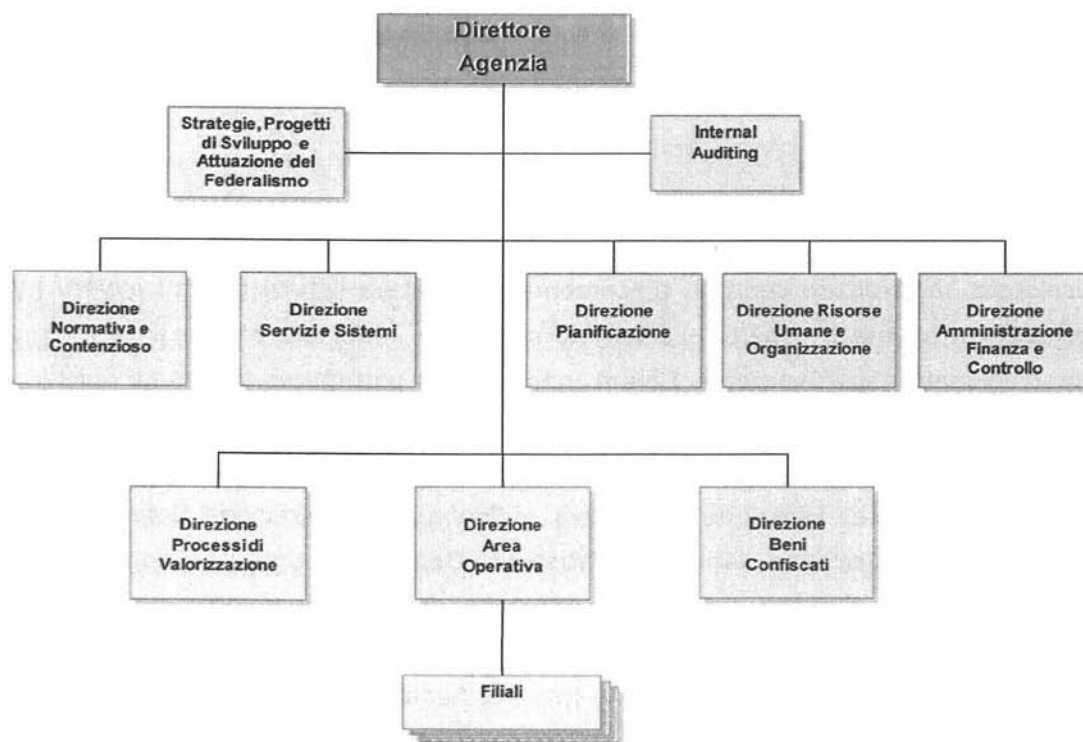 Direttore
Agenzia
Strategie, Progetti
di Sviluppo e
Attuazione del
Federalismo
Internal
Auditing
Direzione
Normativa e
Contenzioso
Direzione
Servizi e Sistemi
Direzione
Pianificazione
Direzione Risorse
Umane e
Organizzazione
Direzione
Amministrazione
Finanza e
Controllo
Direzione
Processi di
Valorizzazione
Direzione
Area
Operativa
Direzione
Beni
Confiscati
Filiali